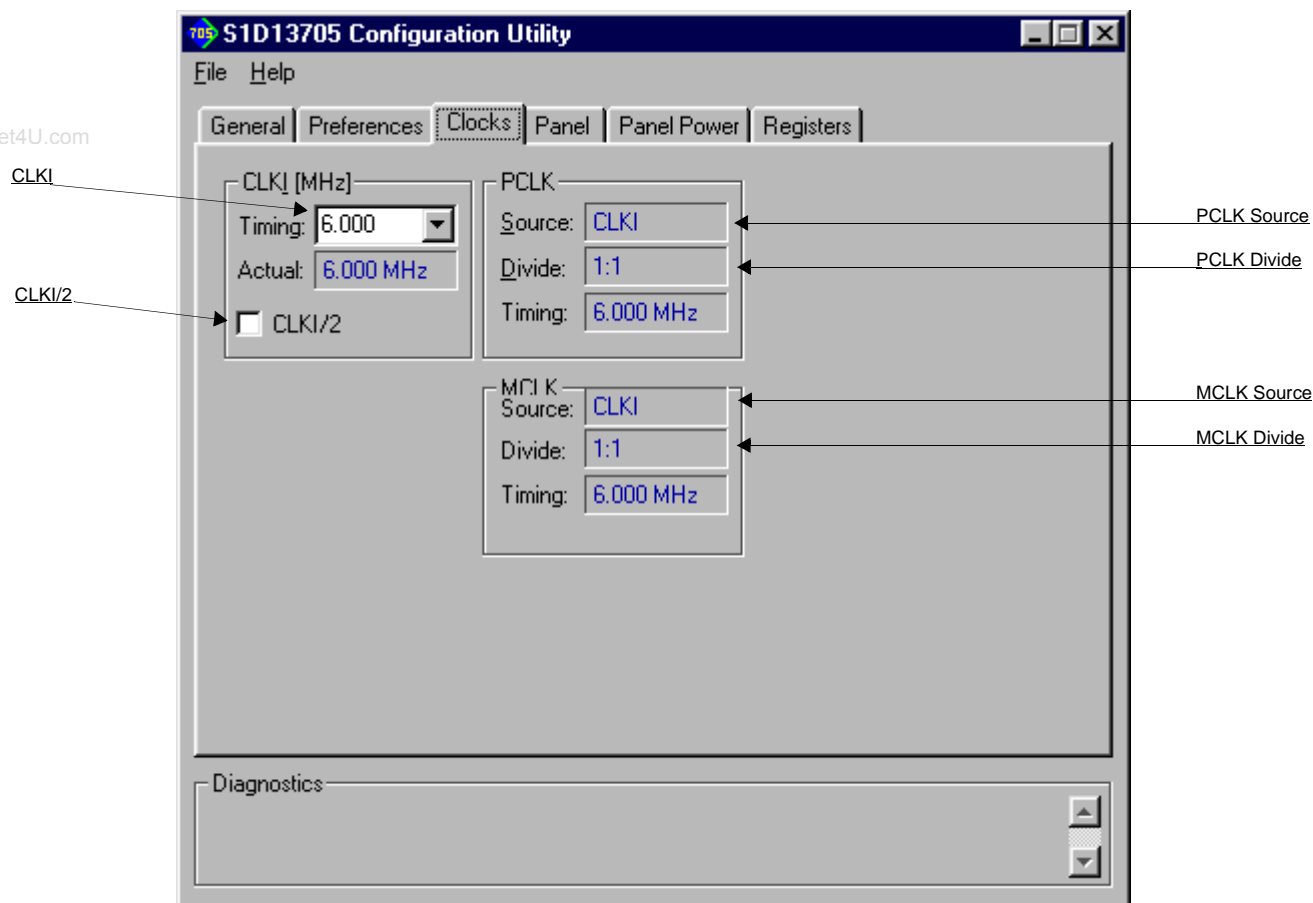 705 S1D13705 Configuration Utility
File Help
General Preferences Clocks Panel Panel Power Registers
et4U.com
CLKI
CLKI/2
CLKI [MHz]
Timing: 6.000
Actual: 6.000 MHz
CLKI/2
PCLK
Source: CLKI
Divide: 1:1
Timing: 6.000 MHz
PCLK Source
PCLK Divide
MCLK
Source: CLKI
Divide: 1:1
Timing: 6.000 MHz
MCLK Source
MCLK Divide
Diagnostics